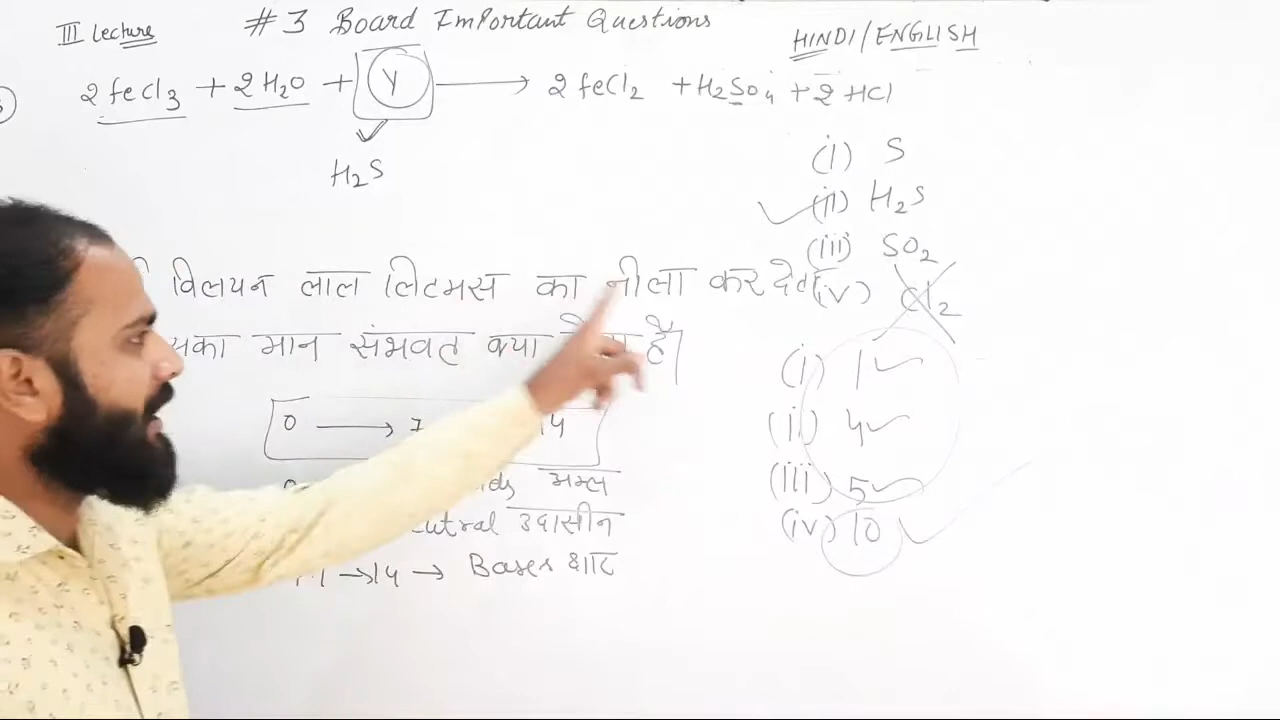 III Lecture
#3 Board Important Questions
HINDI/ENGLISH
2 feCl3 + 2 H2O + Y → 2 feCl2 + H2So4 + 2 HCl
H2S
(i) S
(ii) H2S
(iii) SO2
(iv) Cl2
विलयन लाल लिटमस का नीला कर देता
मान संभवत क्या है।
(i) 1
(ii) 4
(iii) 5
(iv) 10
0 → 7 14
अम्ल
उदासीन
→14 → Bases क्षार